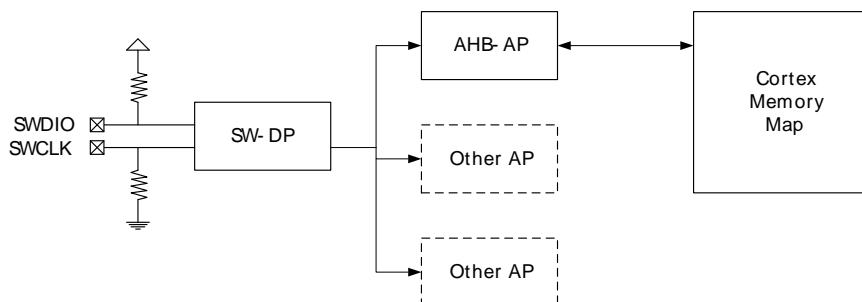 AHB-AP
Cortex
Memory
Map
SWDIO
SWCLK
SW-DP
Other AP
Other AP